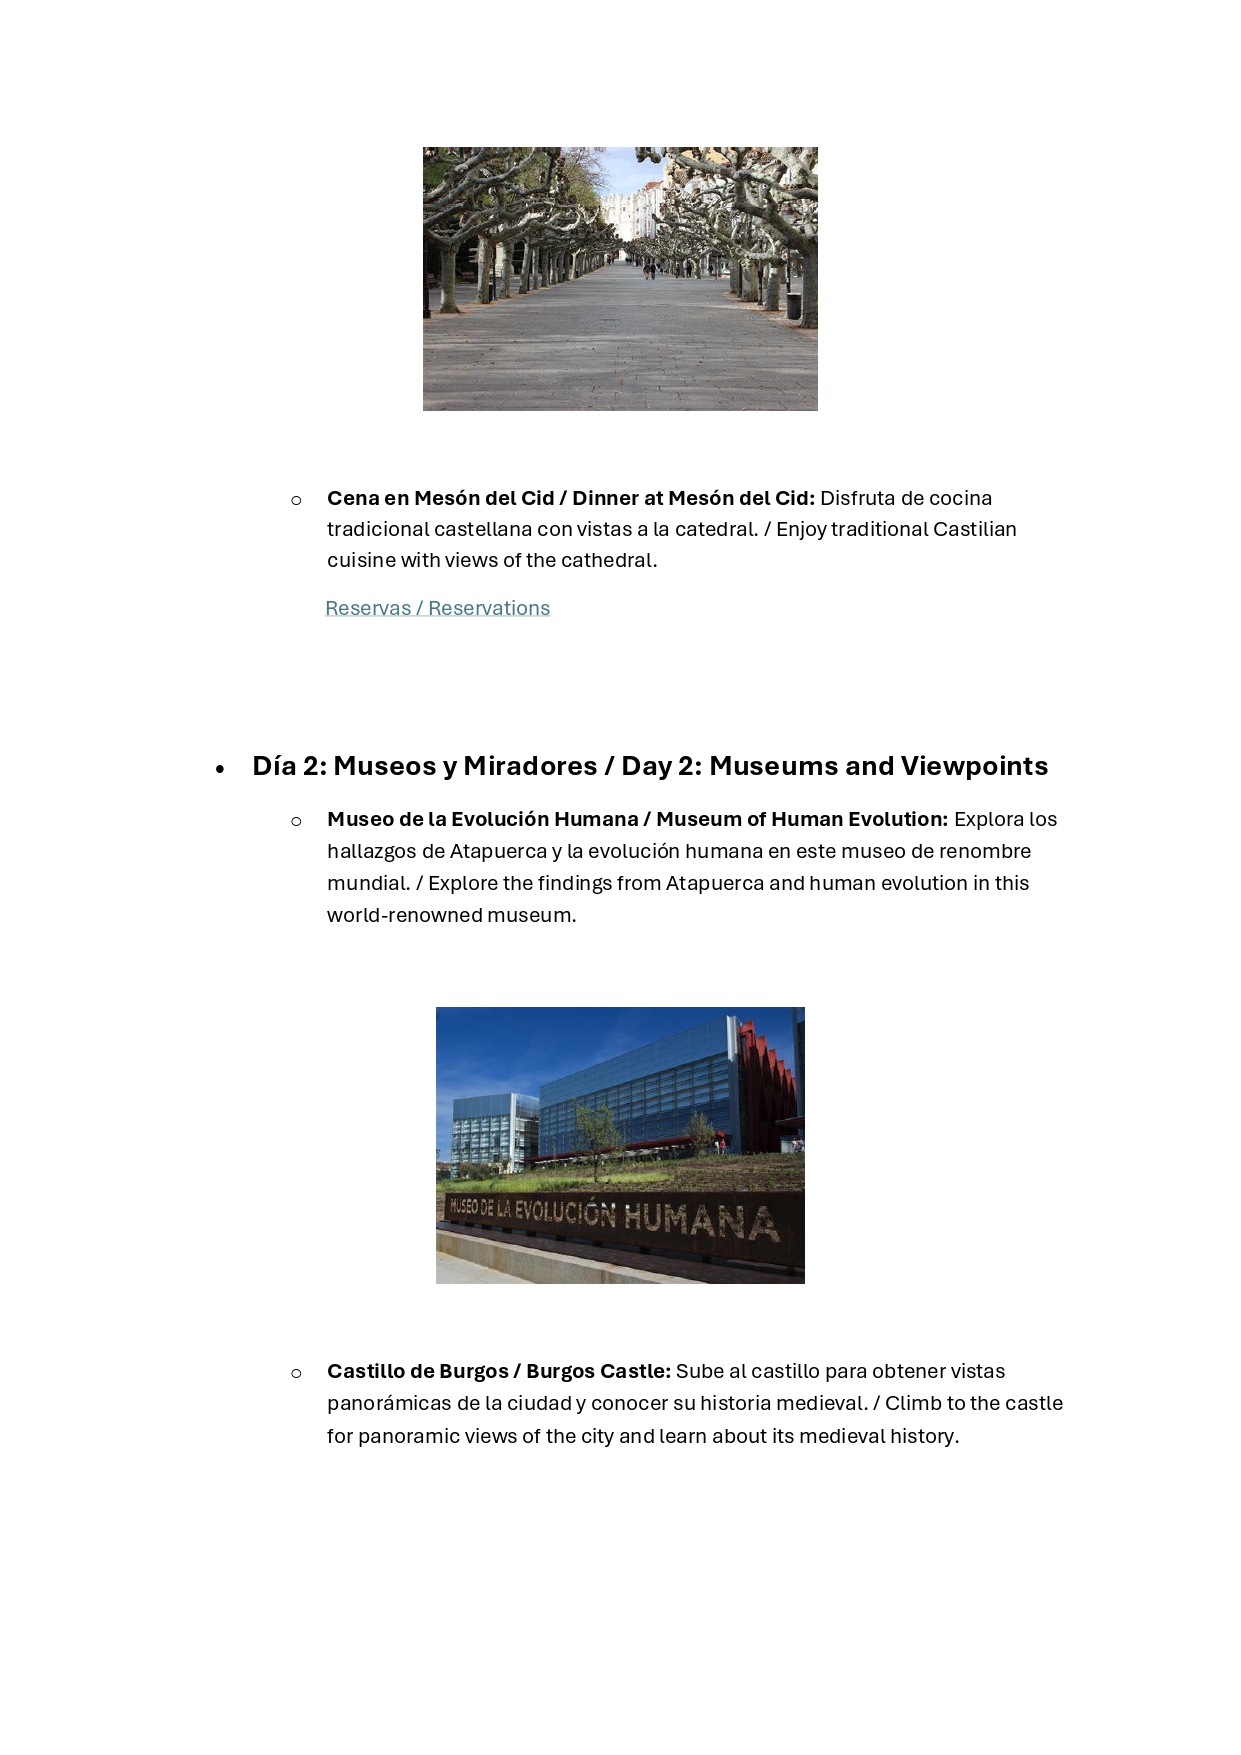 o Cena en Mesón del Cid / Dinner at Mesón del Cid: Disfruta de cocina
tradicional castellana con vistas a la catedral. / Enjoy traditional Castilian
cuisine with views of the cathedral.
Reservas / Reservations
• Día 2: Museos y Miradores / Day 2: Museums and Viewpoints
o Museo de la Evolución Humana / Museum of Human Evolution: Explora los
hallazgos de Atapuerca y la evolución humana en este museo de renombre
mundial. / Explore the findings from Atapuerca and human evolution in this
world-renowned museum.
MUSEO DE LA EVOLUCIÓN HUMANA
o Castillo de Burgos / Burgos Castle: Sube al castillo para obtener vistas
panorámicas de la ciudad y conocer su historia medieval. / Climb to the castle
for panoramic views of the city and learn about its medieval history.